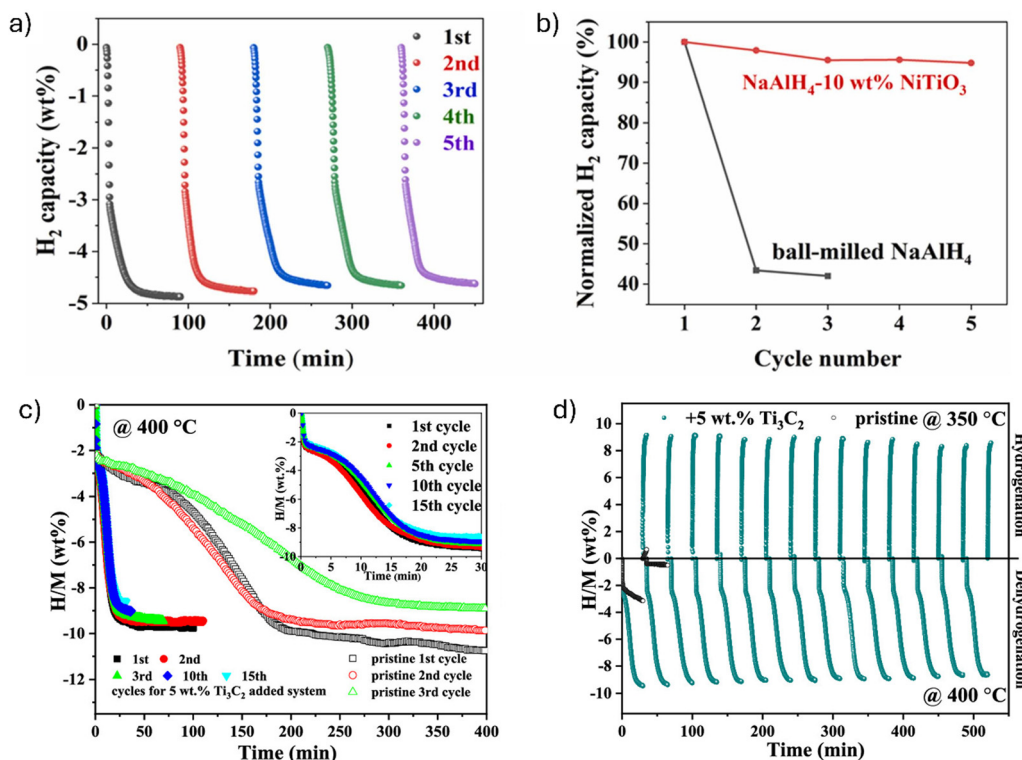 a)
H₂ capacity (wt%)
0
-1
-2
-3
-4
-5
1st
2nd
3rd
4th
5th
0 100 200 300 400
Time (min)
b)
Normalized H₂ capacity (%)
100
90
80
70
60
50
40
NaAlH₄-10 wt% NiTiO₃
ball-milled NaAlH₄
1 2 3 4 5
Cycle number
c)
@ 400 °C
H/M (wt%)
-2
-4
-6
-8
-10
-12
H/M (wt.%)
0
-2
-4
-6
-8
-10
1st cycle
2nd cycle
5th cycle
10th cycle
15th cycle
0 5 10 15 20 25 30
Time (min)
1st 2nd
3rd 10th 15th
cycles for 5 wt.% Ti₃C₂ added system
pristine 1st cycle
pristine 2nd cycle
pristine 3rd cycle
0 50 100 150 200 250 300 350 400
Time (min)
d)
+5 wt.% Ti₃C₂ pristine @ 350 °C
H/M (wt%)
10
8
6
4
2
0
-2
-4
-6
-8
-10
Hydrogenation
Dehydrogenation
@ 400 °C
0 100 200 300 400 500
Time (min)